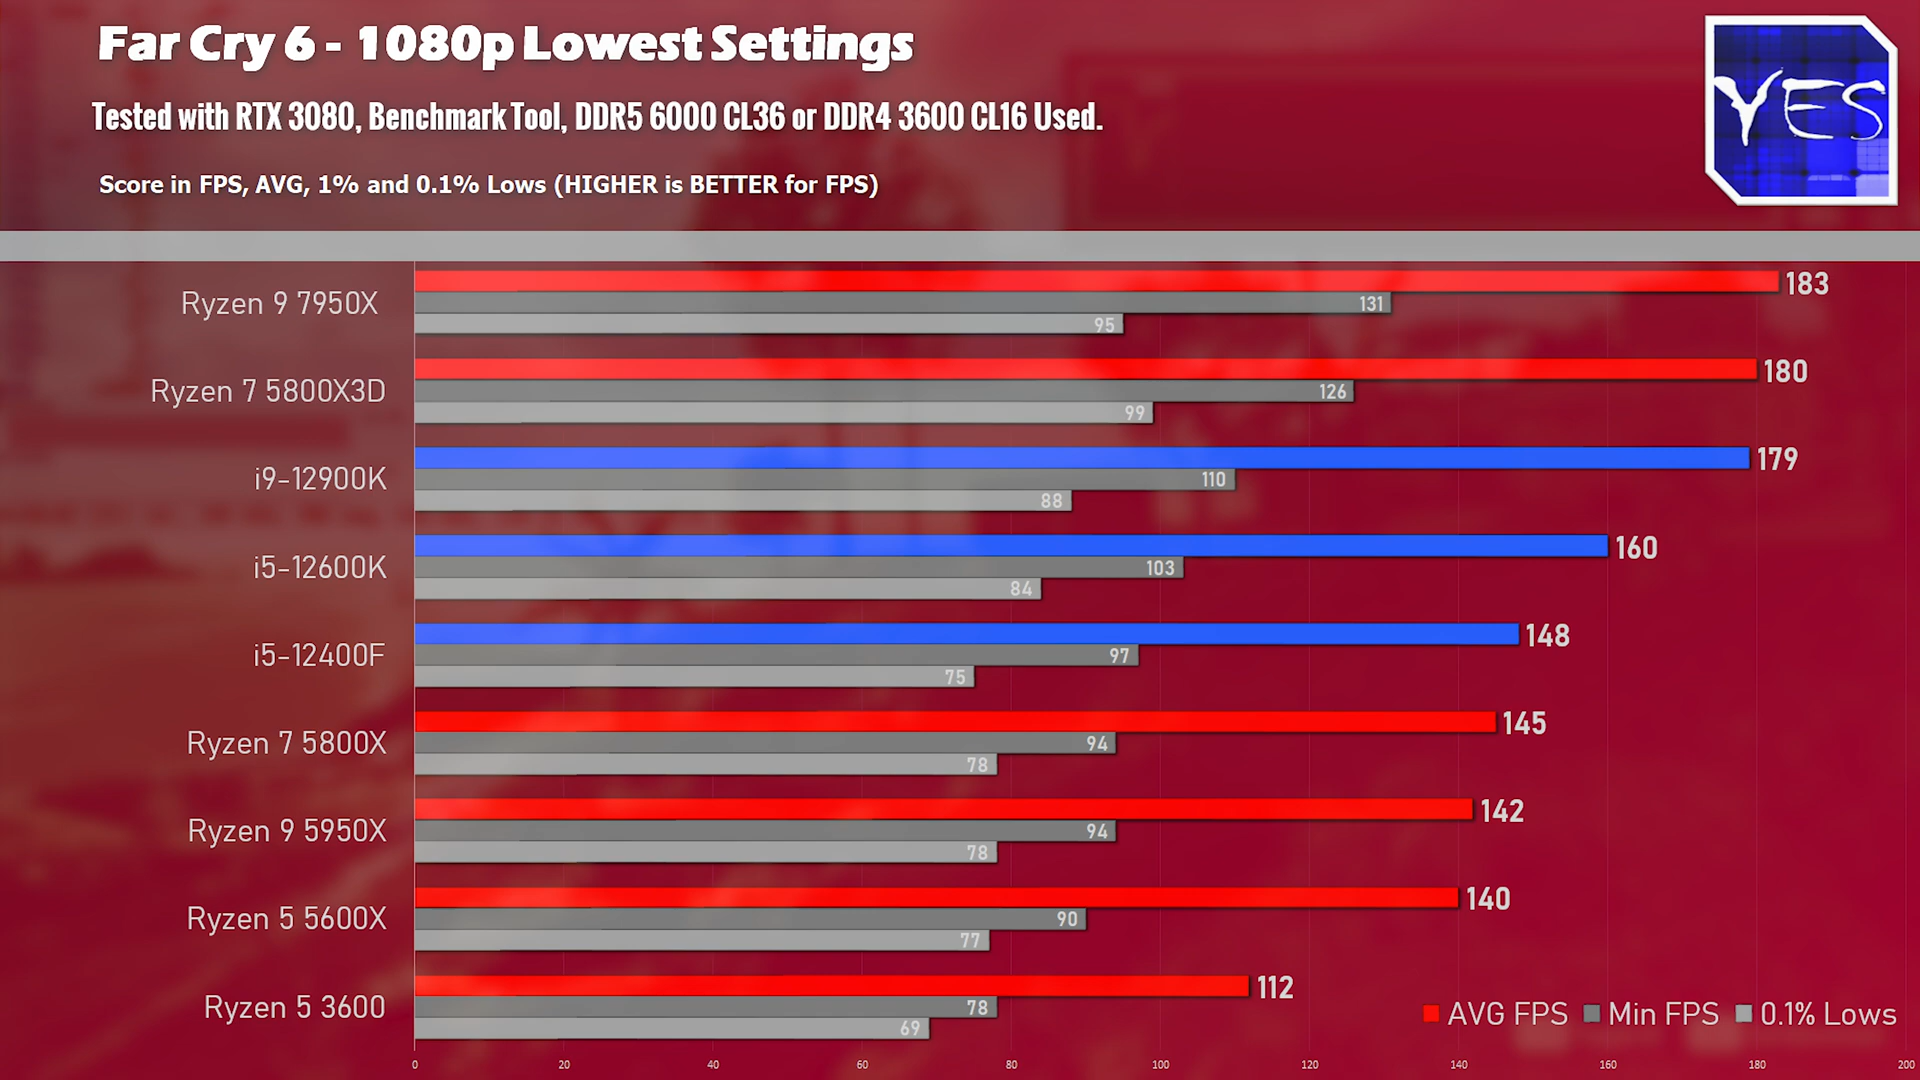 Far Cry 6 - 1080p Lowest Settings
YES
Tested with RTX 3080, Benchmark Tool, DDR5 6000 CL36 or DDR4 3600 CL16 Used.
Score in FPS, AVG, 1% and 0.1% Lows (HIGHER is BETTER for FPS)
Ryzen 9 7950X 183 131 95
Ryzen 7 5800X3D 180 126 99
i9-12900K 179 110 88
i5-12600K 160 103 84
i5-12400F 148 97 75
Ryzen 7 5800X 145 94 78
Ryzen 9 5950X 142 94 78
Ryzen 5 5600X 140 90 77
Ryzen 5 3600 112 78 69
AVG FPS Min FPS 0.1% Lows
0 20 40 60 80 100 120 140 160 180 200